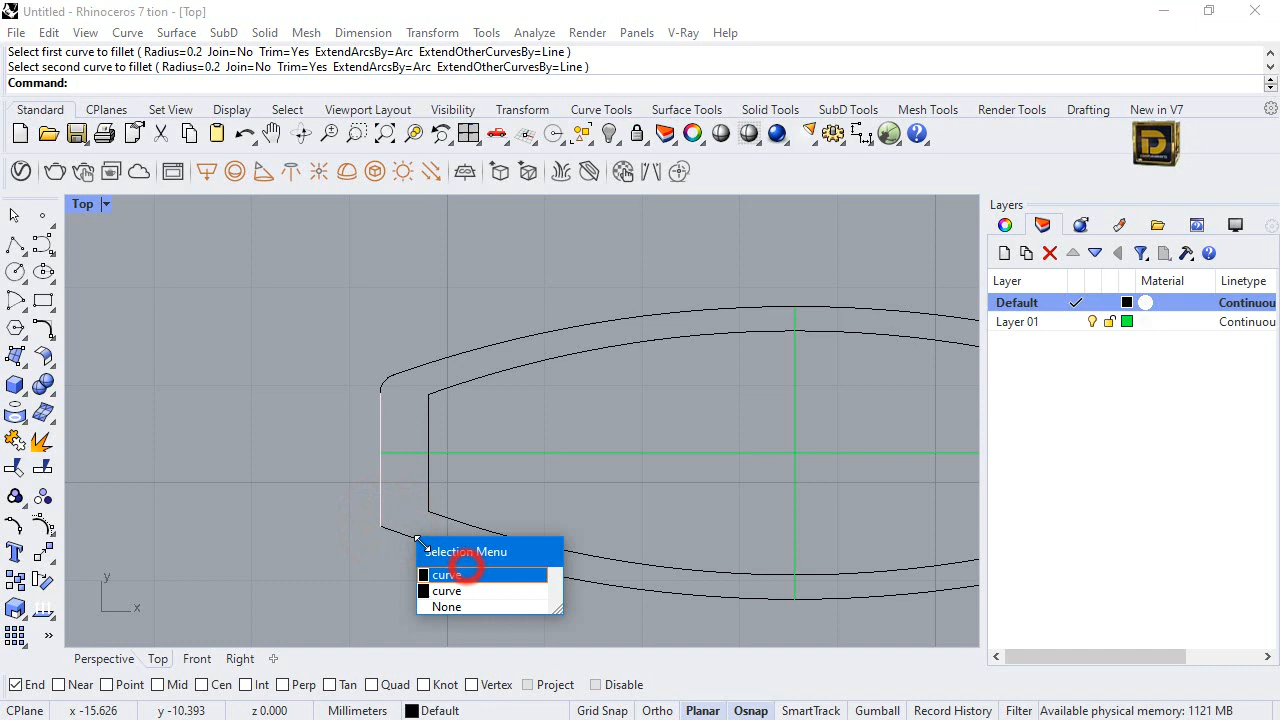 Untitled - Rhinoceros 7 tion - [Top]
File Edit View Curve Surface SubD Solid Mesh Dimension Transform Tools Analyze Render Panels V-Ray Help
Select first curve to fillet ( Radius=0.2 Join=No Trim=Yes ExtendArcsBy=Arc ExtendOtherCurvesBy=Line )
Select second curve to fillet ( Radius=0.2 Join=No Trim=Yes ExtendArcsBy=Arc ExtendOtherCurvesBy=Line )
Command:
Standard CPlanes Set View Display Select Viewport Layout Visibility Transform Curve Tools Surface Tools Solid Tools SubD Tools Mesh Tools Render Tools Drafting New in V7
Top
Layers
Layer Material Linetype
Default Continuou
Layer 01 Continuou
Selection Menu
curve
curve
None
y
x
Perspective Top Front Right
End Near Point Mid Cen Int Perp Tan Quad Knot Vertex Project Disable
CPlane x -15.626 y -10.393 z 0.000 Millimeters Default Grid Snap Ortho Planar Osnap SmartTrack Gumball Record History Filter Available physical memory: 1121 MB